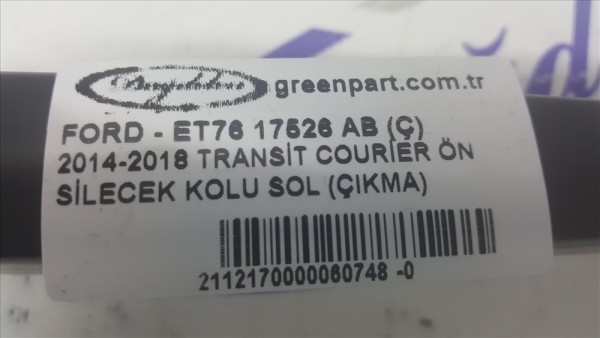 greenpart.com.tr
FORD - ET76 17526 AB (Ç)
2014-2018 TRANSİT COURİER ÖN
SİLECEK KOLU SOL (ÇIKMA)
2112170000060748 -0